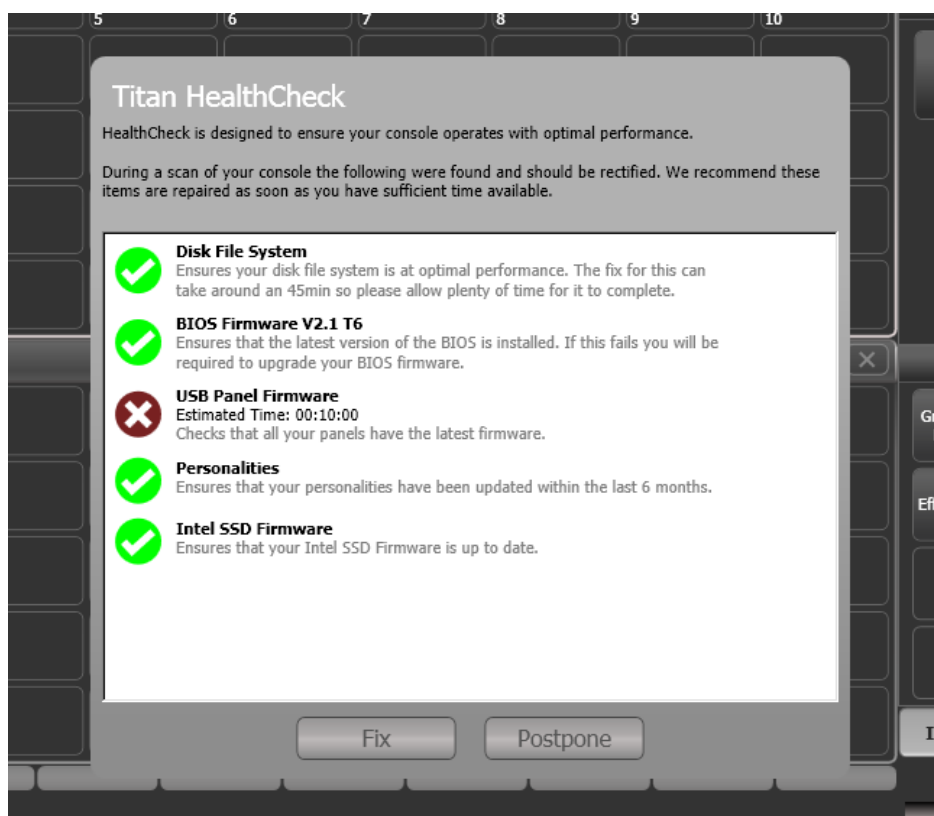 5 6 7 8 9 10
Titan HealthCheck
HealthCheck is designed to ensure your console operates with optimal performance.
During a scan of your console the following were found and should be rectified. We recommend these
items are repaired as soon as you have sufficient time available.
Disk File System
Ensures your disk file system is at optimal performance. The fix for this can
take around an 45min so please allow plenty of time for it to complete.
BIOS Firmware V2.1 T6
Ensures that the latest version of the BIOS is installed. If this fails you will be
required to upgrade your BIOS firmware.
USB Panel Firmware
Estimated Time: 00:10:00
Checks that all your panels have the latest firmware.
Personalities
Ensures that your personalities have been updated within the last 6 months.
Intel SSD Firmware
Ensures that your Intel SSD Firmware is up to date.
Fix Postpone